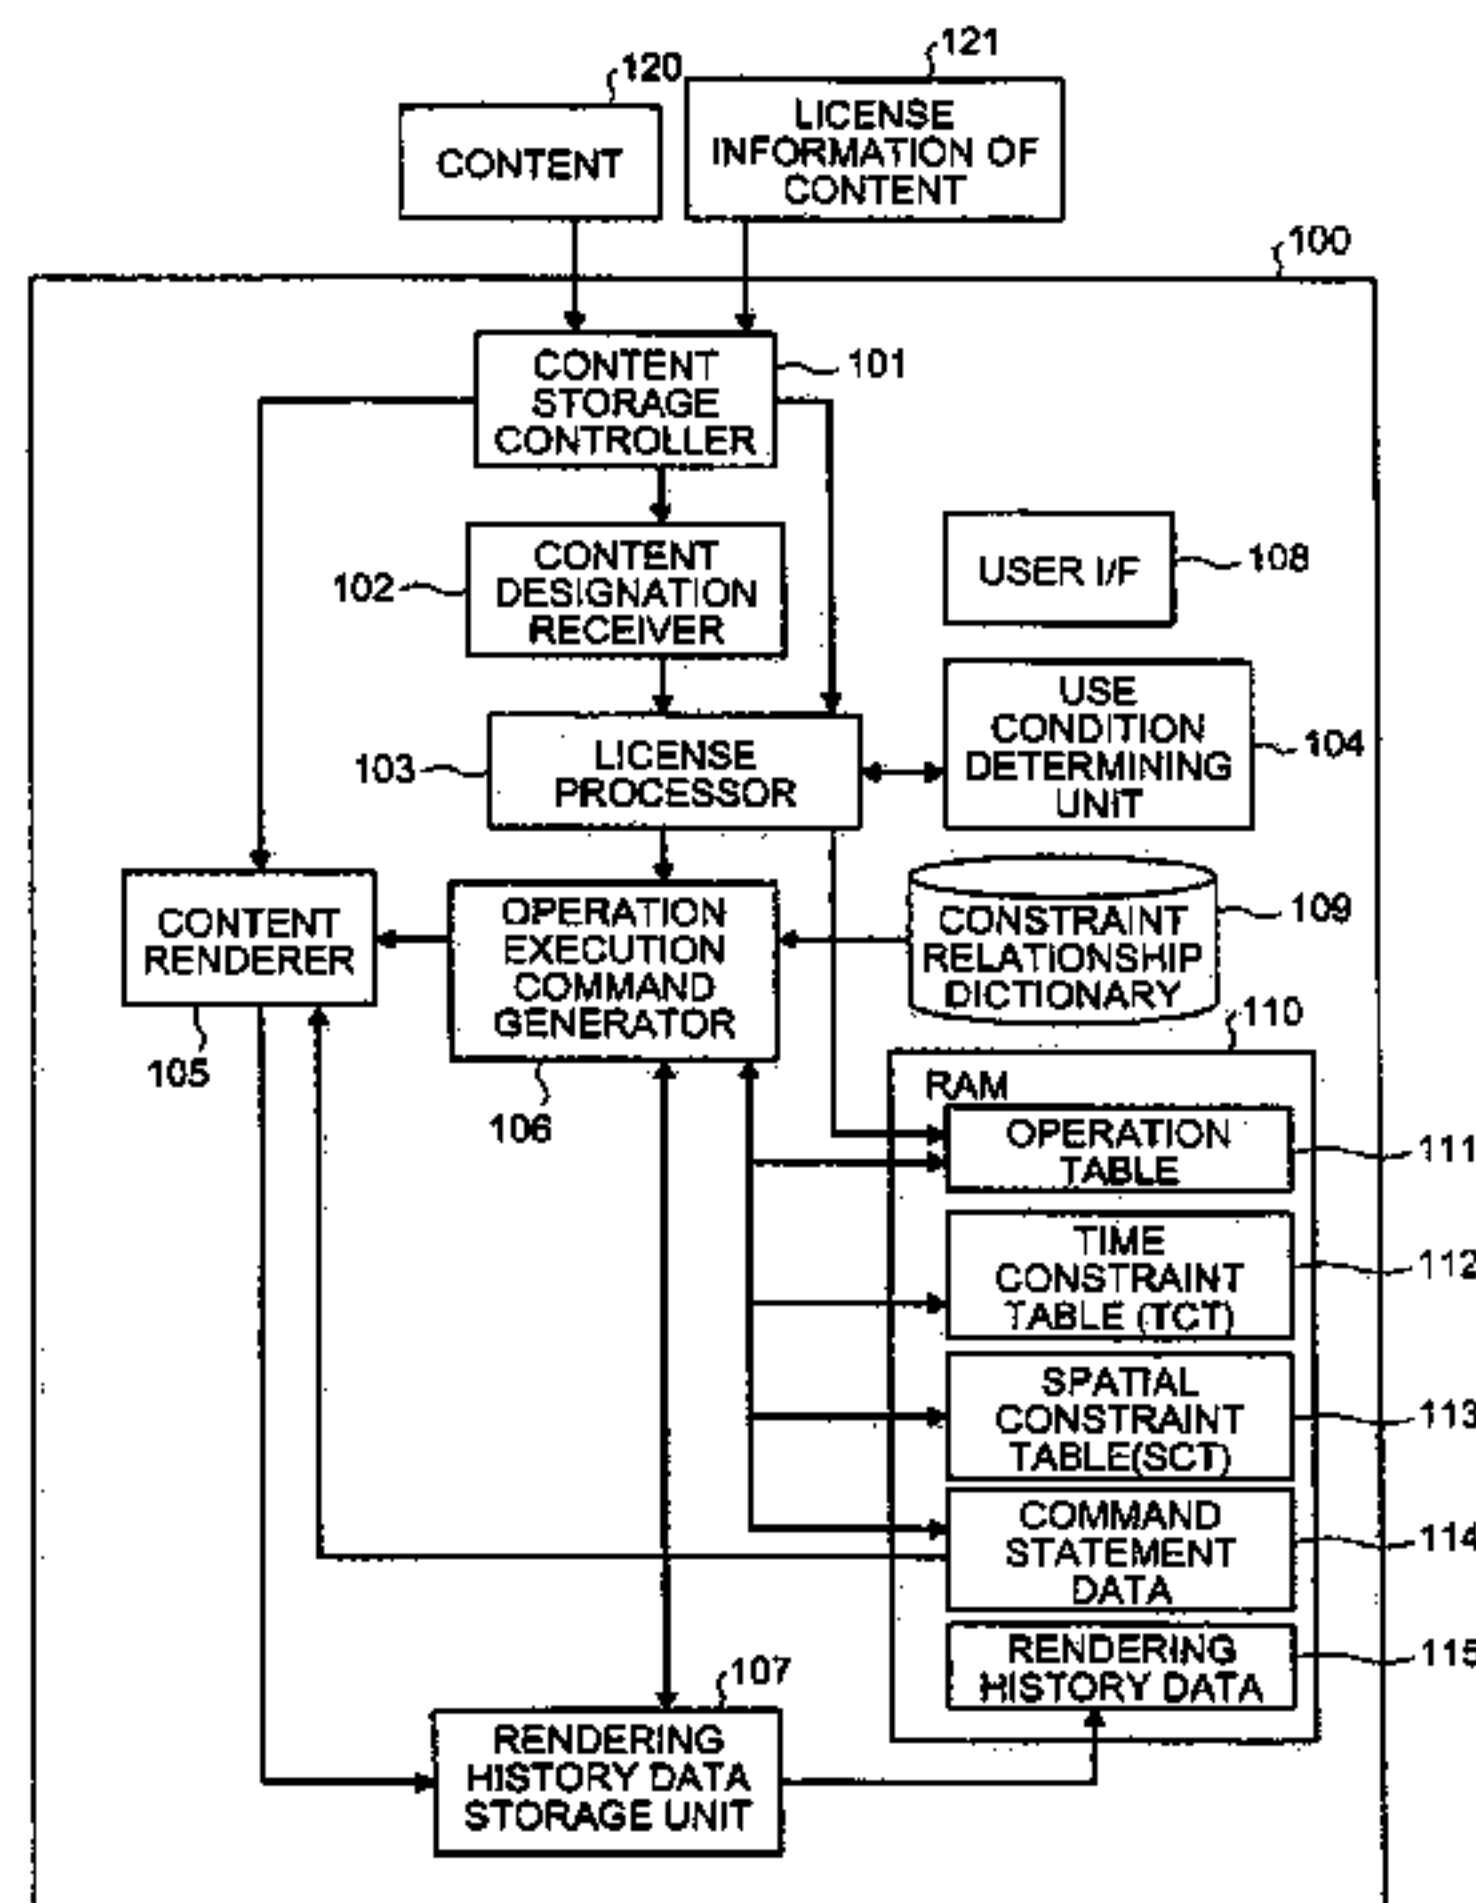 120
121
CONTENT
LICENSE
INFORMATION OF
CONTENT
100
CONTENT
STORAGE
CONTROLLER
101
102
CONTENT
DESIGNATION
RECEIVER
USER I/F
108
103
LICENSE
PROCESSOR
USE
CONDITION
DETERMINING
UNIT
104
CONTENT
RENDERER
105
OPERATION
EXECUTION
COMMAND
GENERATOR
106
CONSTRAINT
RELATIONSHIP
DICTIONARY
109
110
RAM
OPERATION
TABLE
111
TIME
CONSTRAINT
TABLE (TCT)
112
SPATIAL
CONSTRAINT
TABLE(SCT)
113
COMMAND
STATEMENT
DATA
114
RENDERING
HISTORY DATA
115
107
RENDERING
HISTORY DATA
STORAGE UNIT